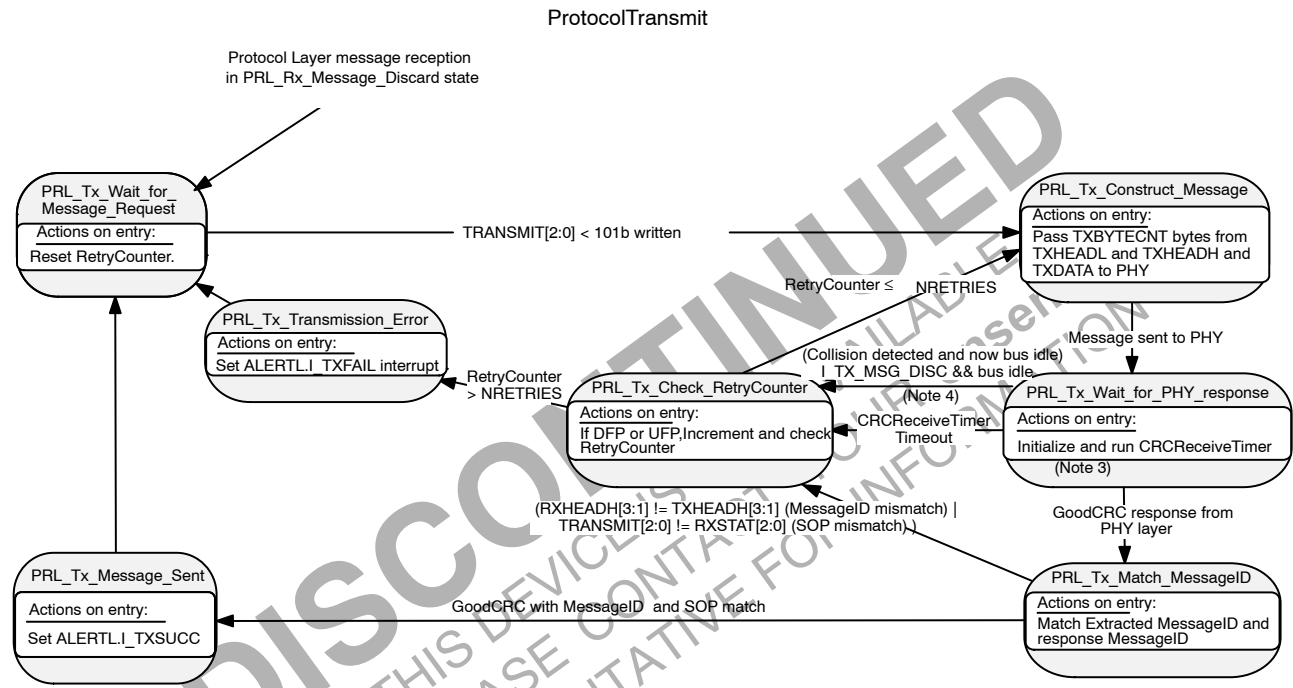 ProtocolTransmit
Protocol Layer message reception
in PRL_Rx_Message_Discard state
PRL_Tx_Wait_for_
Message_Request
Actions on entry:
Reset RetryCounter.
TRANSMIT[2:0] < 101b written
PRL_Tx_Construct_Message
Actions on entry:
Pass TXBYTECNT bytes from
TXHEADL and TXHEADH and
TXDATA to PHY
RetryCounter ≤ NRETRIES
PRL_Tx_Transmission_Error
Actions on entry:
Set ALERTL.I_TXFAIL interrupt
RetryCounter
> NRETRIES
Message sent to PHY
(Collision detected and now bus idle)
I_TX_MSG_DISC && bus idle
(Note 4)
PRL_Tx_Check_RetryCounter
Actions on entry:
If DFP or UFP,Increment and check
RetryCounter
CRCReceiveTimer
Timeout
PRL_Tx_Wait_for_PHY_response
Actions on entry:
Initialize and run CRCReceiveTimer
(Note 3)
(RXHEADH[3:1] != TXHEADH[3:1] (MessageID mismatch) |
TRANSMIT[2:0] != RXSTAT[2:0] (SOP mismatch) )
GoodCRC response from
PHY layer
PRL_Tx_Message_Sent
Actions on entry:
Set ALERTL.I_TXSUCC
GoodCRC with MessageID and SOP match
PRL_Tx_Match_MessageID
Actions on entry:
Match Extracted MessageID and
response MessageID
DISCONTINUED
THIS DEVICE IS